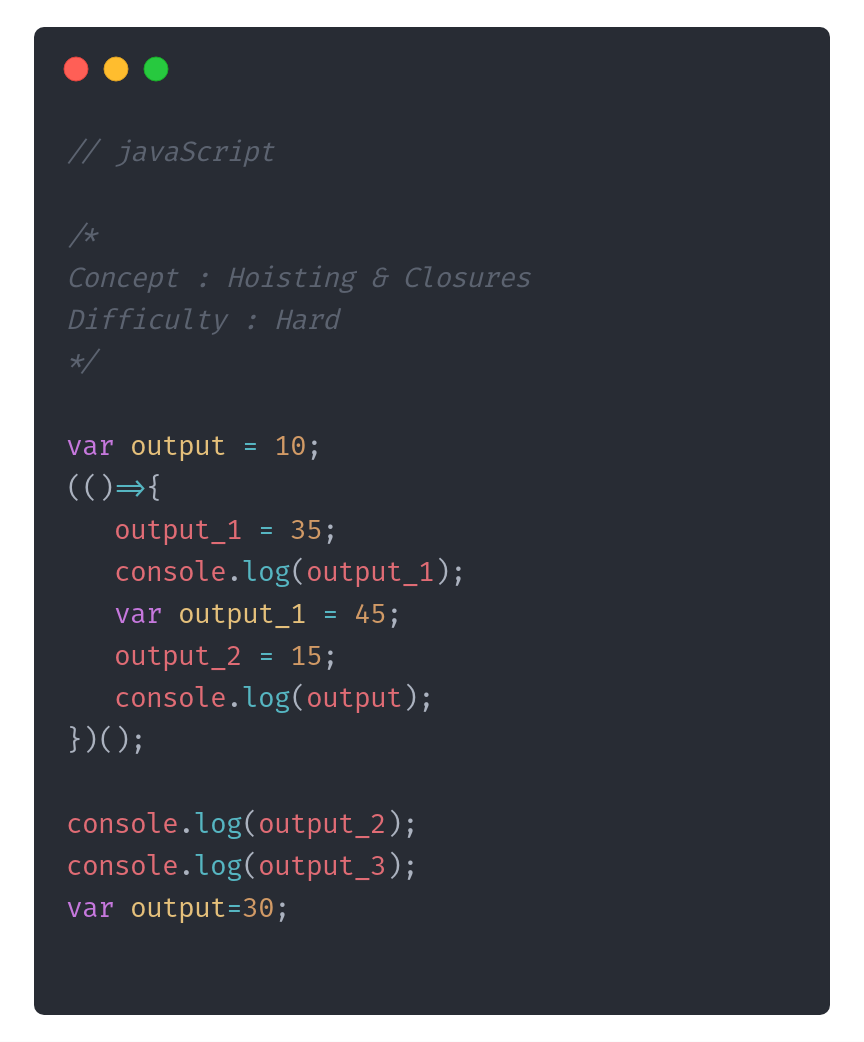 // javaScript
/*
Concept : Hoisting & Closures
Difficulty : Hard
*/
var output = 10;
(()=>{
   output_1 = 35;
   console.log(output_1);
   var output_1 = 45;
   output_2 = 15;
   console.log(output);
})();
console.log(output_2);
console.log(output_3);
var output=30;